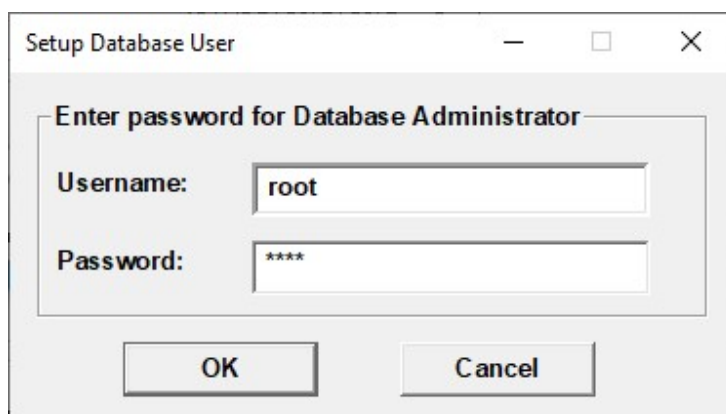 Setup Database User
Enter password for Database Administrator
Username:
root
Password:
****
OK
Cancel